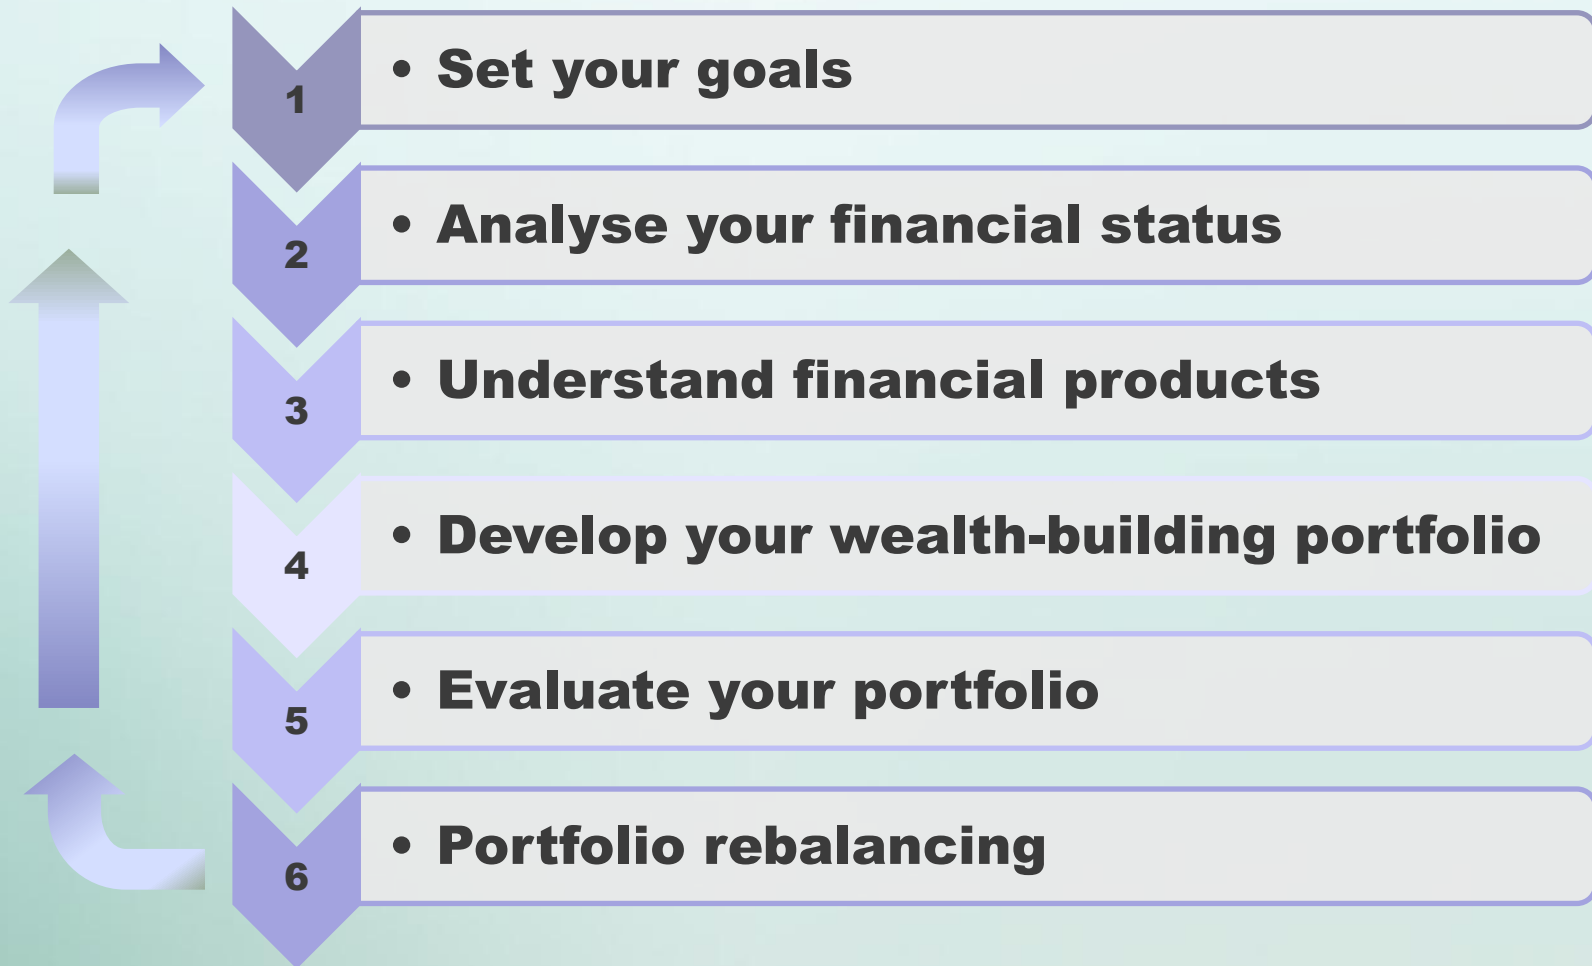 1
• Set your goals
2
• Analyse your financial status
3
• Understand financial products
4
• Develop your wealth-building portfolio
5
• Evaluate your portfolio
6
• Portfolio rebalancing